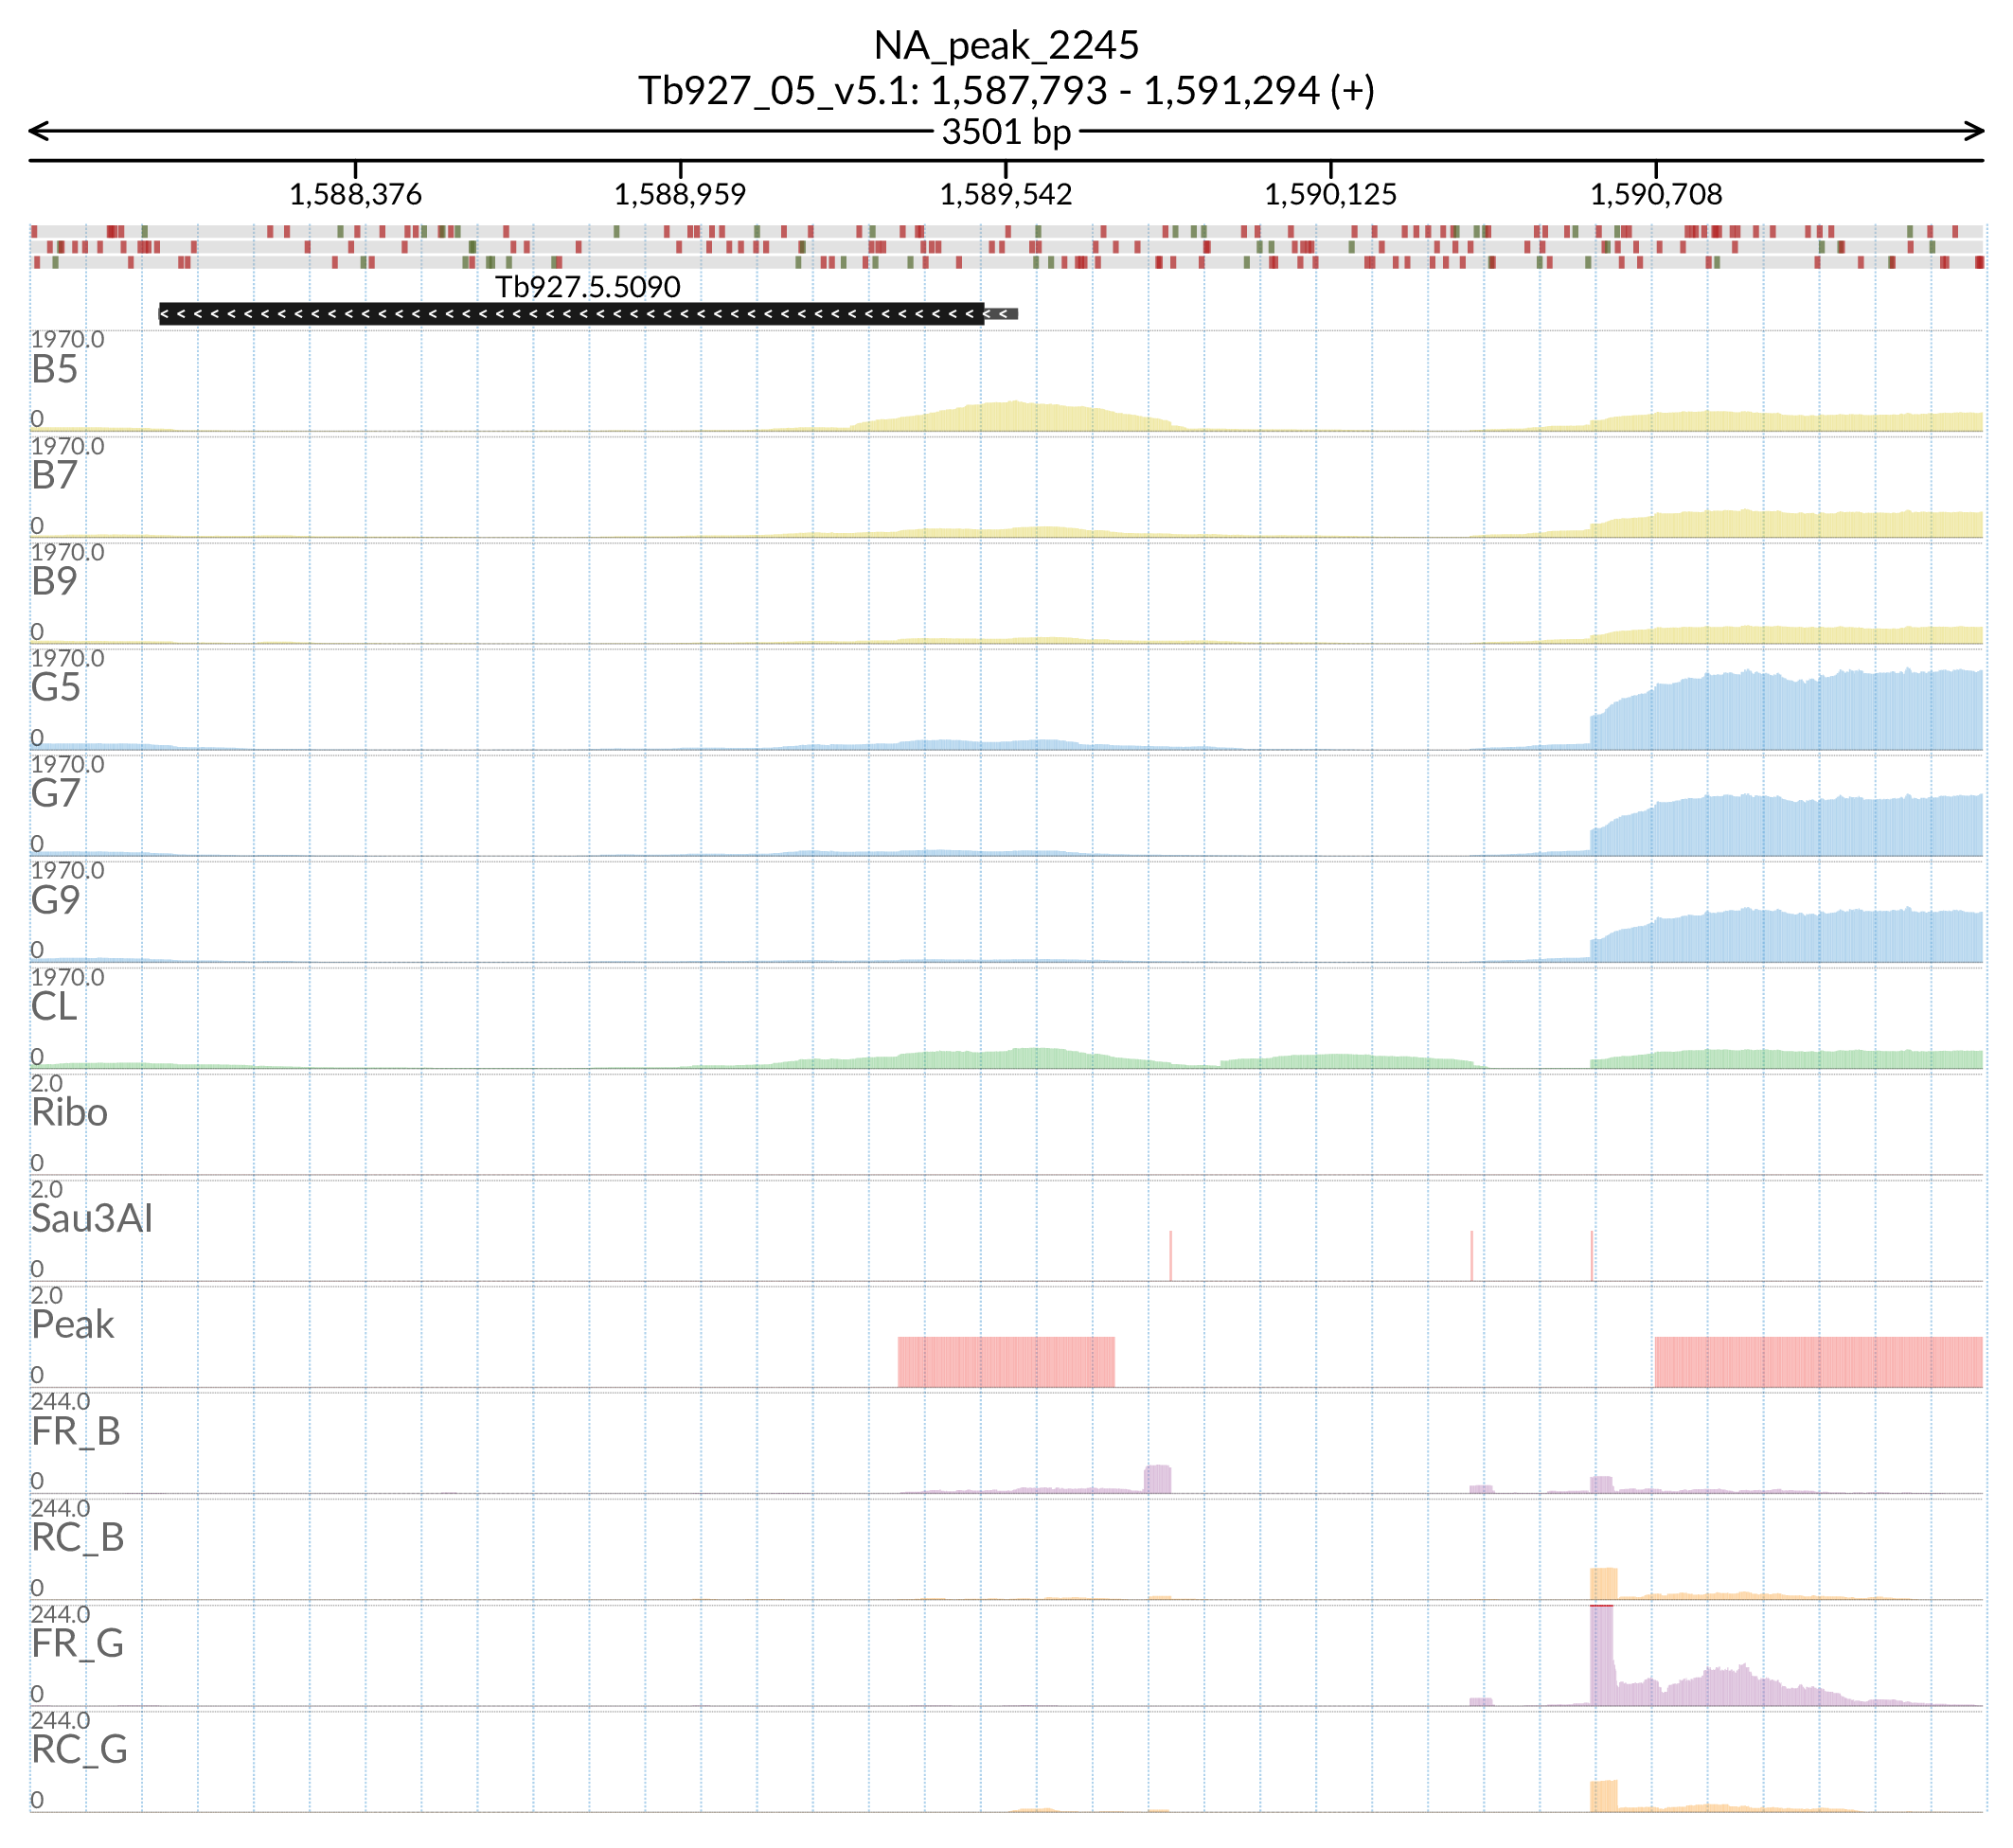 NA_peak_2245
Tb927_05_v5.1: 1,587,793 - 1,591,294 (+)
3501 bp
1,588,376 1,588,959 1,589,542 1,590,125 1,590,708
Tb927.5.5090
1970.0
B5
0
1970.0
B7
0
1970.0
B9
0
1970.0
G5
0
1970.0
G7
0
1970.0
G9
0
1970.0
CL
0
2.0
Ribo
0
2.0
Sau3AI
0
2.0
Peak
0
244.0
FR_B
0
244.0
RC_B
0
244.0
FR_G
0
244.0
RC_G
0